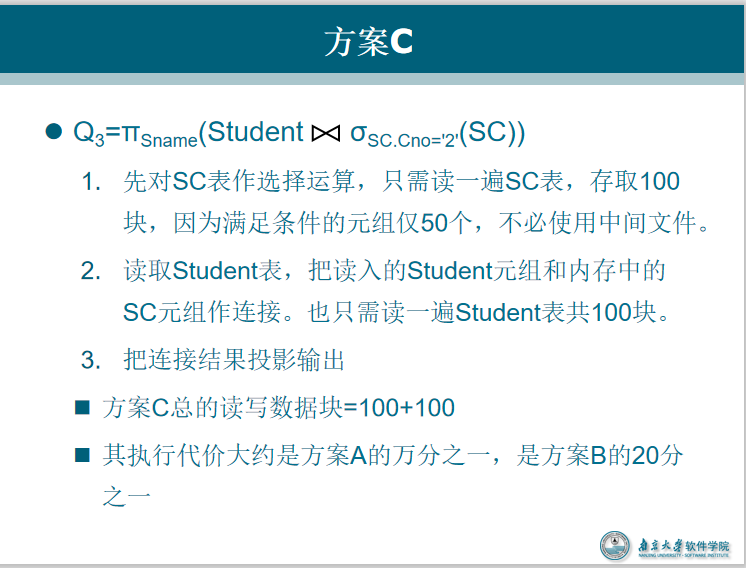 方案C
Q3=πSname(Student ⋈ σSC.Cno='2'(SC))
1. 先对SC表作选择运算，只需读一遍SC表，存取100
块，因为满足条件的元组仅50个，不必使用中间文件。
2. 读取Student表，把读入的Student元组和内存中的
SC元组作连接。也只需读一遍Student表共100块。
3. 把连接结果投影输出
方案C总的读写数据块=100+100
其执行代价大约是方案A的万分之一，是方案B的20分
之一
南京大学软件学院
NANJING UNIVERSITY · SOFTWARE INSTITUTE